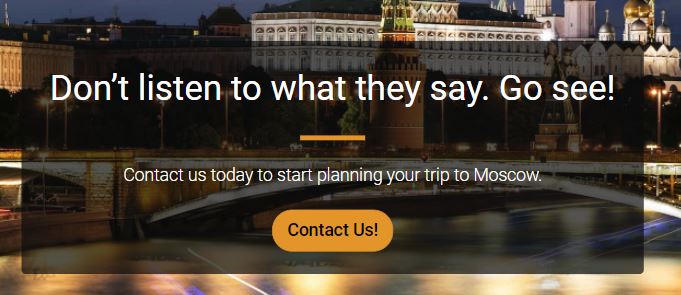 Don’t listen to what they say. Go see!
Contact us today to start planning your trip to Moscow.
Contact Us!